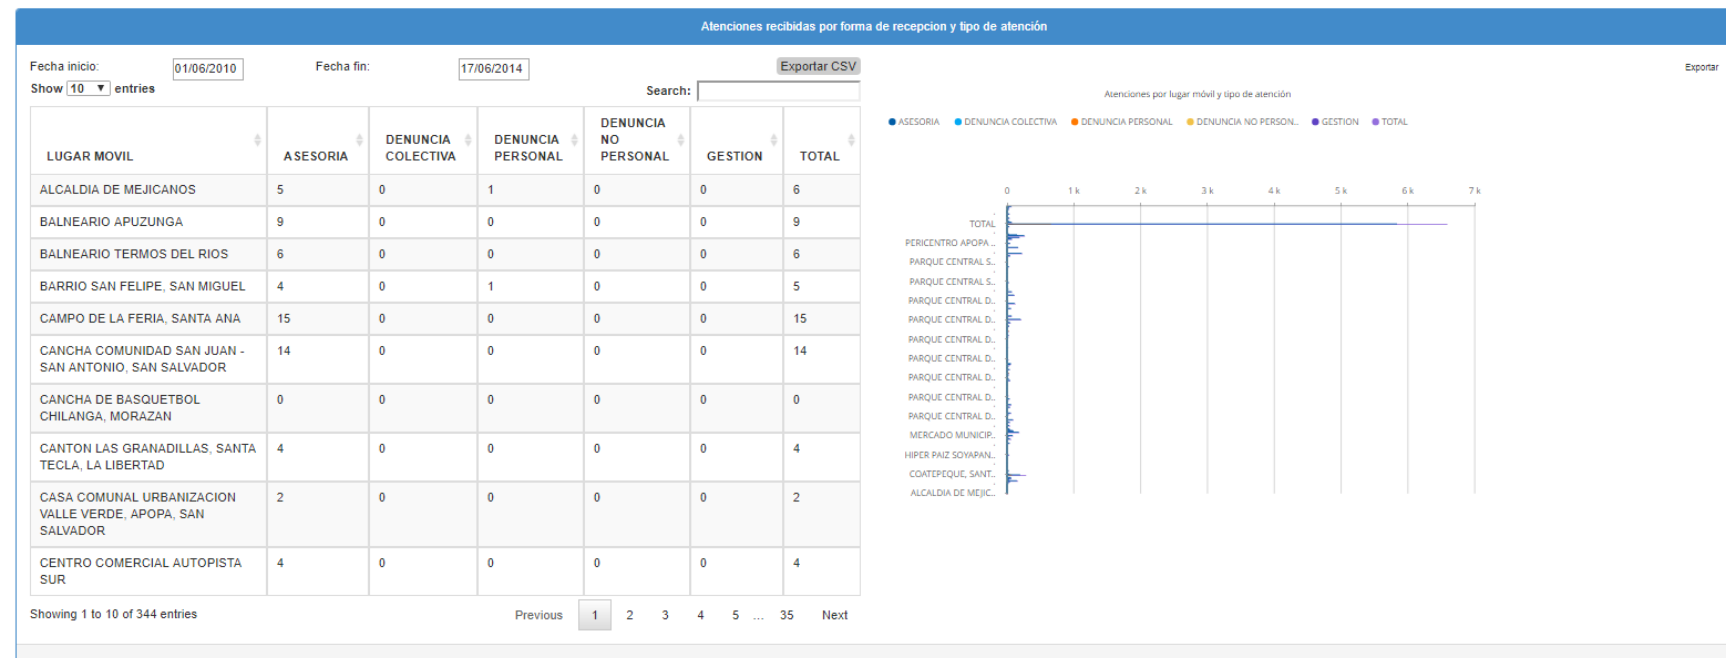 Atenciones recibidas por forma de recepcion y tipo de atención
Fecha inicio: 01/06/2010 Fecha fin: 17/06/2014 Exportar CSV
Show 10 entries Search:
LUGAR MOVIL ASESORIA DENUNCIA COLECTIVA DENUNCIA PERSONAL DENUNCIA NO PERSONAL GESTION TOTAL
ALCALDIA DE MEJICANOS 5 0 1 0 0 6
BALNEARIO APUZUNGA 9 0 0 0 0 9
BALNEARIO TERMOS DEL RIOS 6 0 0 0 0 6
BARRIO SAN FELIPE, SAN MIGUEL 4 0 1 0 0 5
CAMPO DE LA FERIA, SANTA ANA 15 0 0 0 0 15
CANCHA COMUNIDAD SAN JUAN - 14 0 0 0 0 14
SAN ANTONIO, SAN SALVADOR
CANCHA DE BASQUETBOL 0 0 0 0 0 0
CHILANGA, MORAZAN
CANTON LAS GRANADILLAS, SANTA 4 0 0 0 0 4
TECLA, LA LIBERTAD
CASA COMUNAL URBANIZACION 2 0 0 0 0 2
VALLE VERDE, APOPA, SAN
SALVADOR
CENTRO COMERCIAL AUTOPISTA 4 0 0 0 0 4
SUR
Showing 1 to 10 of 344 entries Previous 1 2 3 4 5 ... 35 Next
Exportar
Atenciones por lugar móvil y tipo de atención
ASESORIA DENUNCIA COLECTIVA DENUNCIA PERSONAL DENUNCIA NO PERSON... GESTION TOTAL
0 1 k 2 k 3 k 4 k 5 k 6 k 7 k
TOTAL
PERICENTRO APOPA ...
PARQUE CENTRAL S...
PARQUE CENTRAL S...
PARQUE CENTRAL D...
PARQUE CENTRAL D...
PARQUE CENTRAL D...
PARQUE CENTRAL D...
PARQUE CENTRAL D...
PARQUE CENTRAL D...
PARQUE CENTRAL D...
MERCADO MUNICIP...
HIPER PAIZ SOYAPAN...
COATEPEQUE, SANT...
ALCALDIA DE MEJIC...